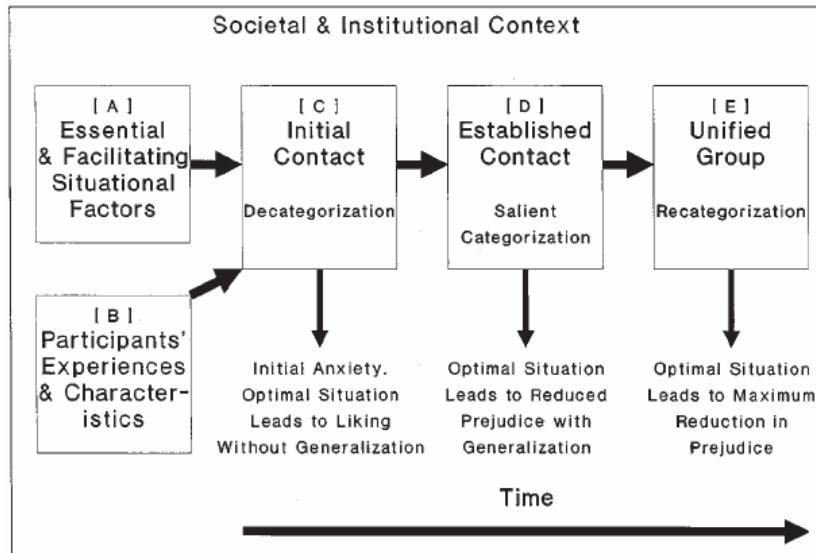 Societal & Institutional Context
[ A ]
Essential
& Facilitating
Situational
Factors
[ B ]
Participants'
Experiences
& Character-
istics
[ C ]
Initial
Contact
Decategorization
[ D ]
Established
Contact
Salient
Categorization
[ E ]
Unified
Group
Recategorization
Initial Anxiety.
Optimal Situation
Leads to Liking
Without Generalization
Optimal Situation
Leads to Reduced
Prejudice with
Generalization
Optimal Situation
Leads to Maximum
Reduction in
Prejudice
Time